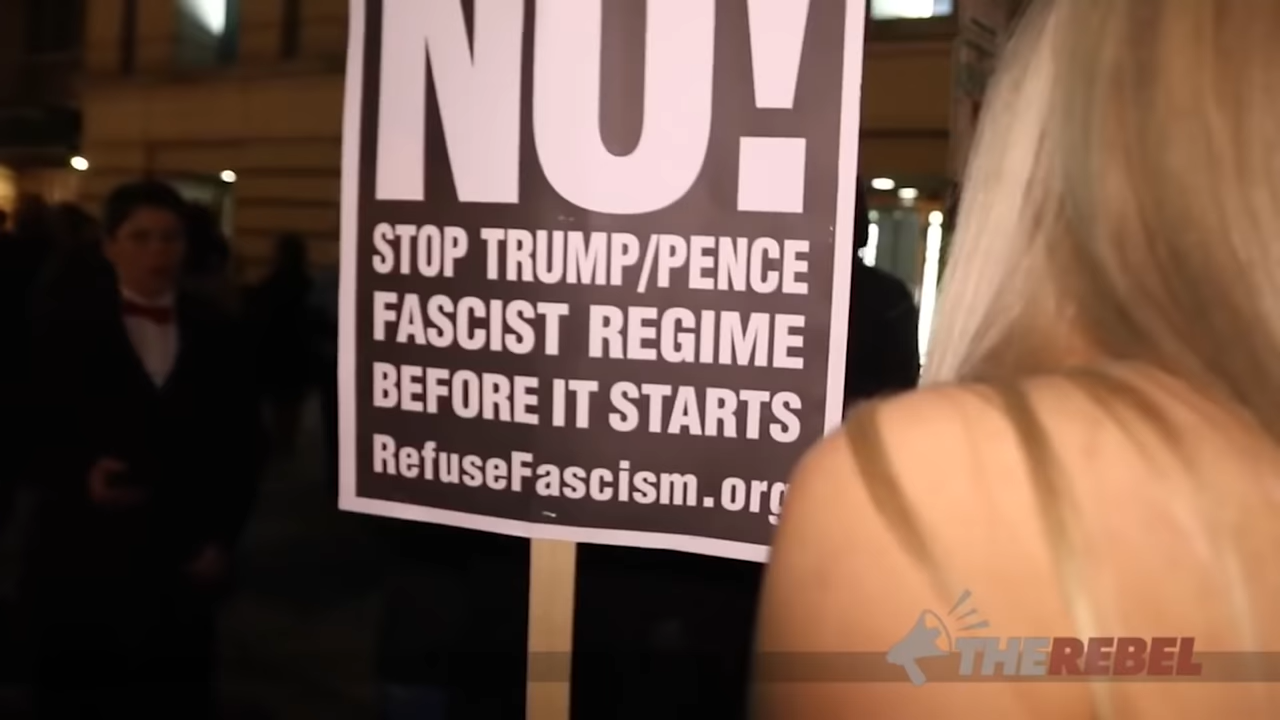 NO!
STOP TRUMP/PENCE
FASCIST REGIME
BEFORE IT STARTS
RefuseFascism.org
THEREBEL